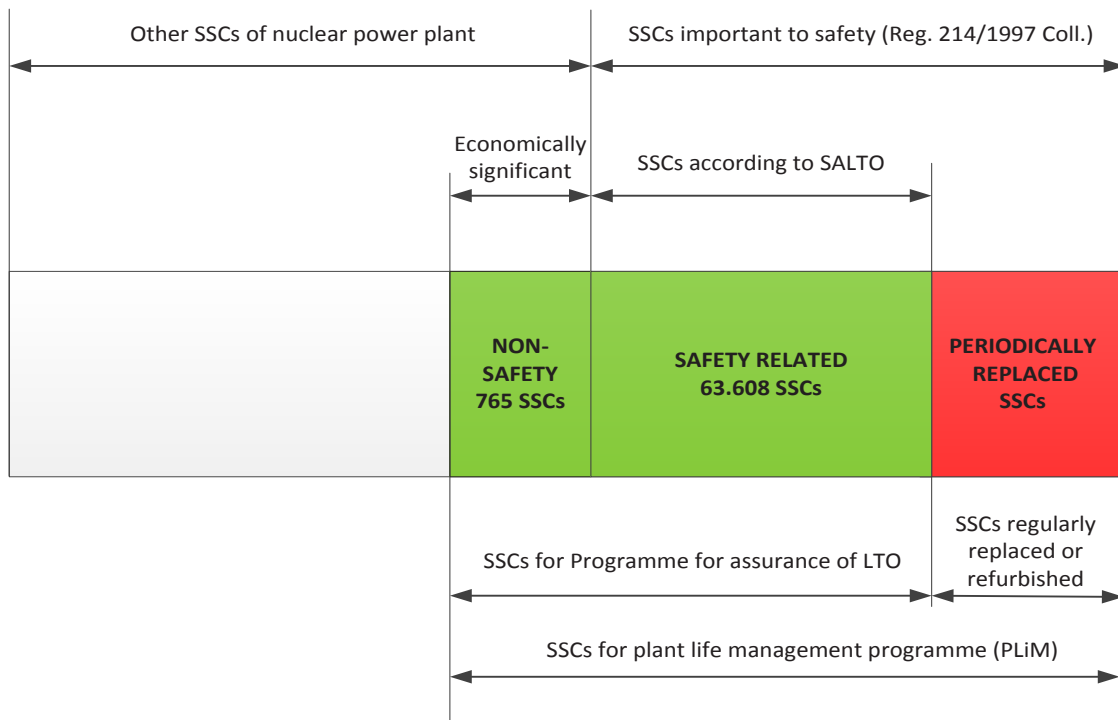 Other SSCs of nuclear power plant
SSCs important to safety (Reg. 214/1997 Coll.)
Economically
significant
SSCs according to SALTO
NON-
SAFETY
765 SSCs
SAFETY RELATED
63.608 SSCs
PERIODICALLY
REPLACED
SSCs
SSCs for Programme for assurance of LTO
SSCs regularly
replaced or
refurbished
SSCs for plant life management programme (PLiM)